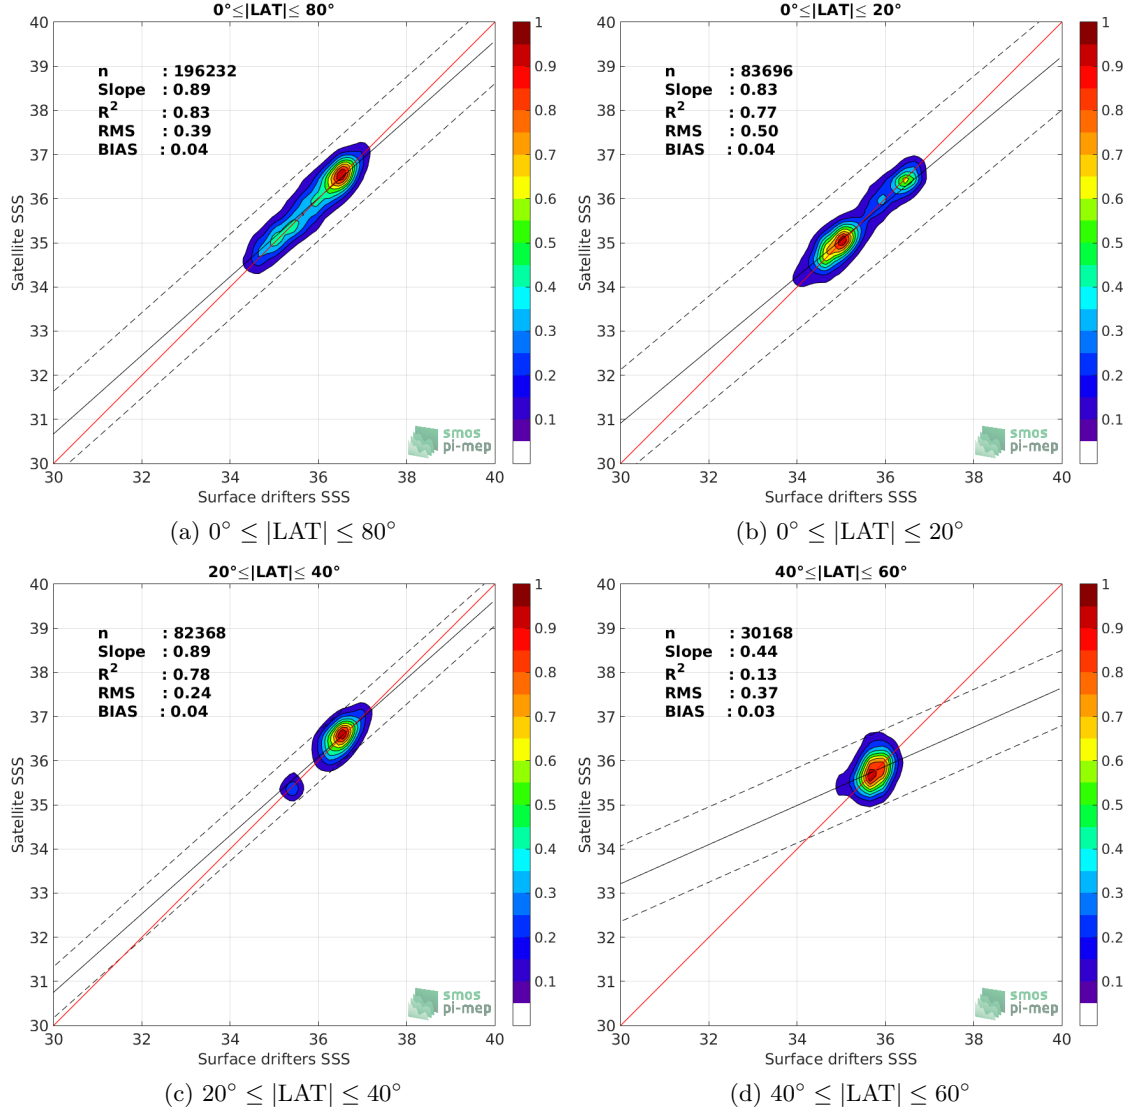 0°≤|LAT|≤ 80°
40
39
38
37
36
35
34
33
32
31
30
30
32
34
36
38
40
Satellite SSS
Surface drifters SSS
n : 196232
Slope : 0.89
R2 : 0.83
RMS : 0.39
BIAS : 0.04
smos
pi-mep
1
0.9
0.8
0.7
0.6
0.5
0.4
0.3
0.2
0.1
(a) 0° ≤ |LAT| ≤ 80°
0°≤|LAT|≤ 20°
40
39
38
37
36
35
34
33
32
31
30
30
32
34
36
38
40
Satellite SSS
Surface drifters SSS
n : 83696
Slope : 0.83
R2 : 0.77
RMS : 0.50
BIAS : 0.04
smos
pi-mep
1
0.9
0.8
0.7
0.6
0.5
0.4
0.3
0.2
0.1
(b) 0° ≤ |LAT| ≤ 20°
20°≤|LAT|≤ 40°
40
39
38
37
36
35
34
33
32
31
30
30
32
34
36
38
40
Satellite SSS
Surface drifters SSS
n : 82368
Slope : 0.89
R2 : 0.78
RMS : 0.24
BIAS : 0.04
smos
pi-mep
1
0.9
0.8
0.7
0.6
0.5
0.4
0.3
0.2
0.1
(c) 20° ≤ |LAT| ≤ 40°
40°≤|LAT|≤ 60°
40
39
38
37
36
35
34
33
32
31
30
30
32
34
36
38
40
Satellite SSS
Surface drifters SSS
n : 30168
Slope : 0.44
R2 : 0.13
RMS : 0.37
BIAS : 0.03
smos
pi-mep
1
0.9
0.8
0.7
0.6
0.5
0.4
0.3
0.2
0.1
(d) 40° ≤ |LAT| ≤ 60°